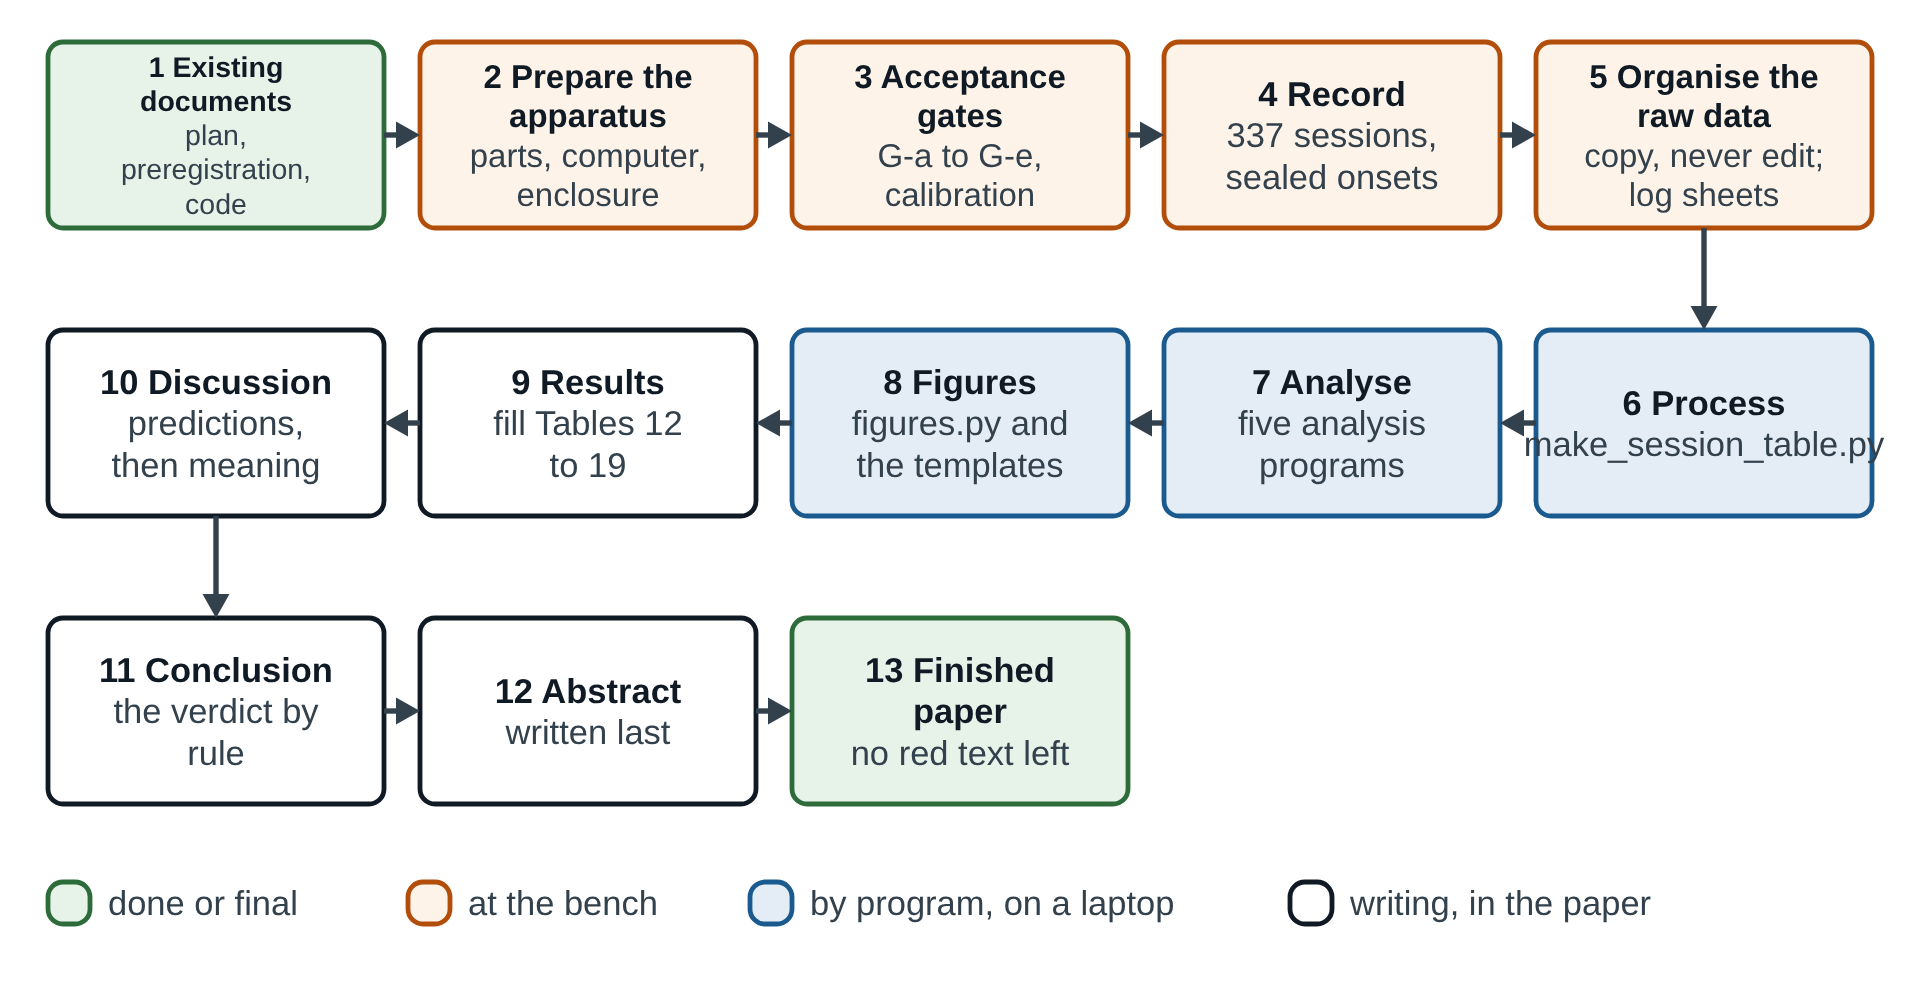 1 Existing
documents
plan,
preregistration,
code
2 Prepare the
apparatus
parts, computer,
enclosure
3 Acceptance
gates
G-a to G-e,
calibration
4 Record
337 sessions,
sealed onsets
5 Organise the
raw data
copy, never edit;
log sheets
10 Discussion
predictions,
then meaning
9 Results
fill Tables 12
to 19
8 Figures
figures.py and
the templates
7 Analyse
five analysis
programs
6 Process
make_session_table.py
11 Conclusion
the verdict by
rule
12 Abstract
written last
13 Finished
paper
no red text left
done or final
at the bench
by program, on a laptop
writing, in the paper